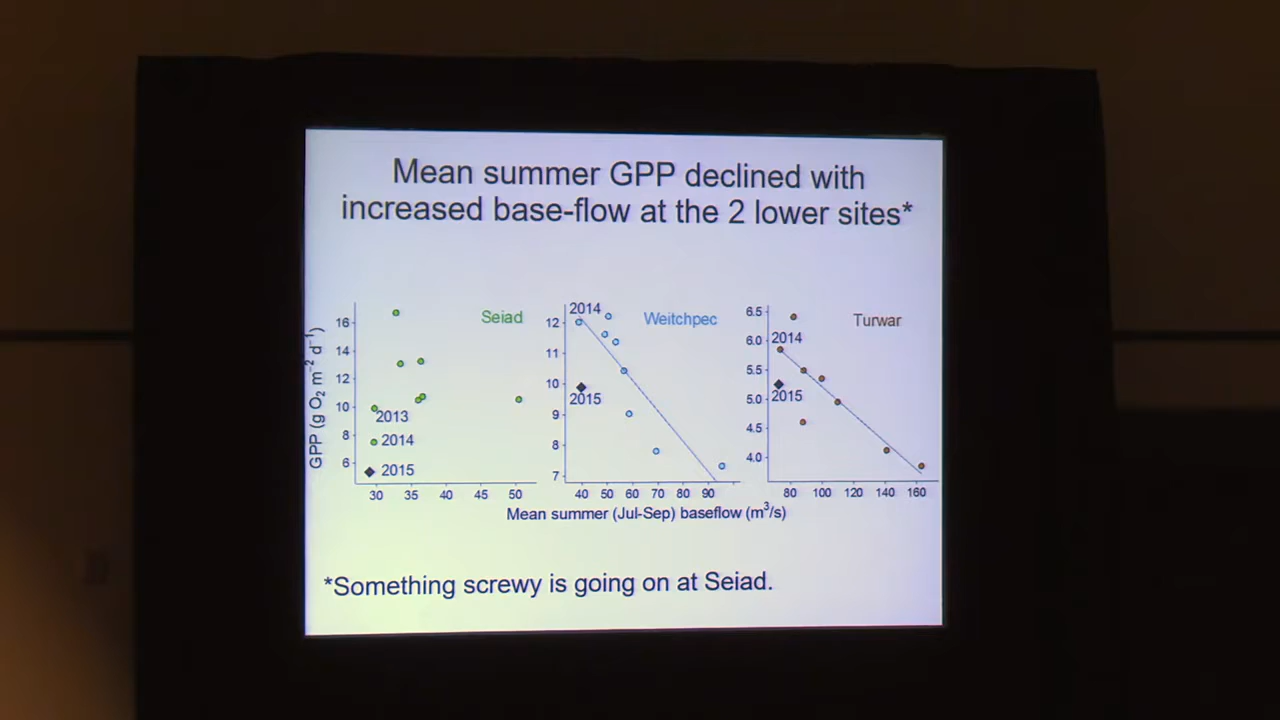 Mean summer GPP declined with
increased base-flow at the 2 lower sites*
GPP (g O₂ m⁻² d⁻¹)
16
14
12
10
8
6
Seiad
2013
2014
2015
30 35 40 45 50
12
11
10
9
8
7
2014
Weitchpec
2015
40 50 60 70 80 90
6.5
6.0
5.5
5.0
4.5
4.0
Turwar
2014
2015
80 100 120 140 160
Mean summer (Jul-Sep) baseflow (m³/s)
*Something screwy is going on at Seiad.